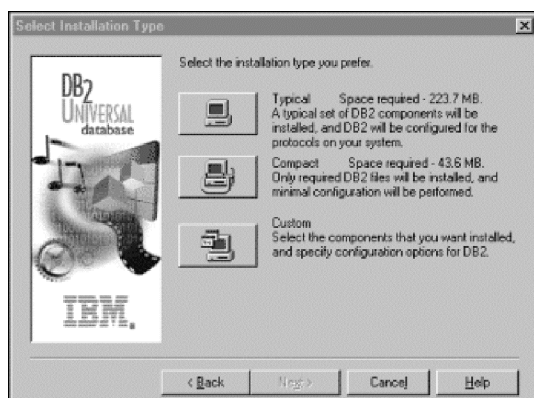 Select Installation Type
DB2
UNIVERSAL
database
IBM.
Select the installation type you prefer.
Typical Space required - 223.7 MB.
A typical set of DB2 components will be
installed, and DB2 will be configured for the
protocols on your system.
Compact Space required - 43.6 MB.
Only required DB2 files will be installed, and
minimal configuration will be performed.
Custom
Select the components that you want installed,
and specify configuration options for DB2.
< Back
Next >
Cancel
Help